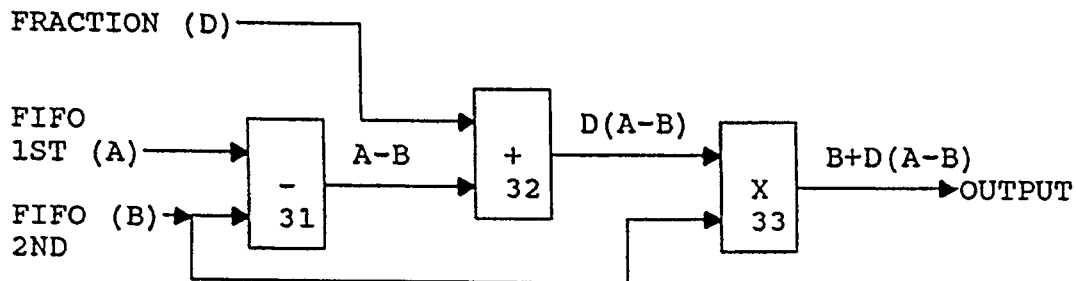 FRACTION (D)
FIFO
1ST (A)
FIFO (B)
2ND
-
31
A-B
+
32
D(A-B)
X
33
B+D(A-B)
OUTPUT